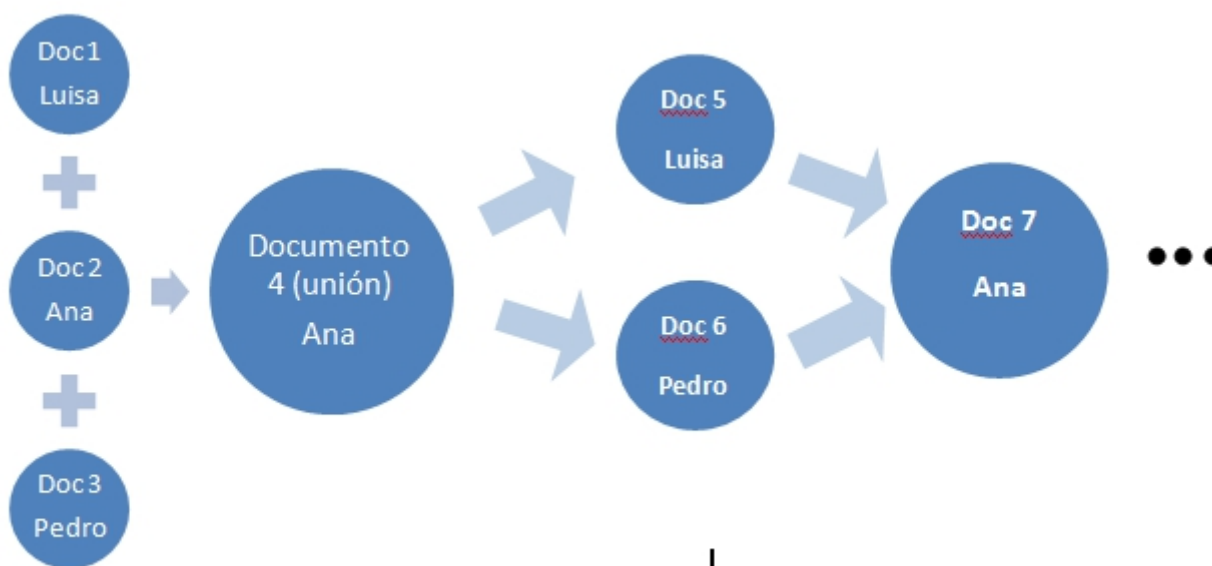 Doc1
Luisa
Doc2
Ana
Doc3
Pedro
Documento
4 (unión)
Ana
Doc 5
Luisa
Doc 6
Pedro
Doc 7
Ana
•••